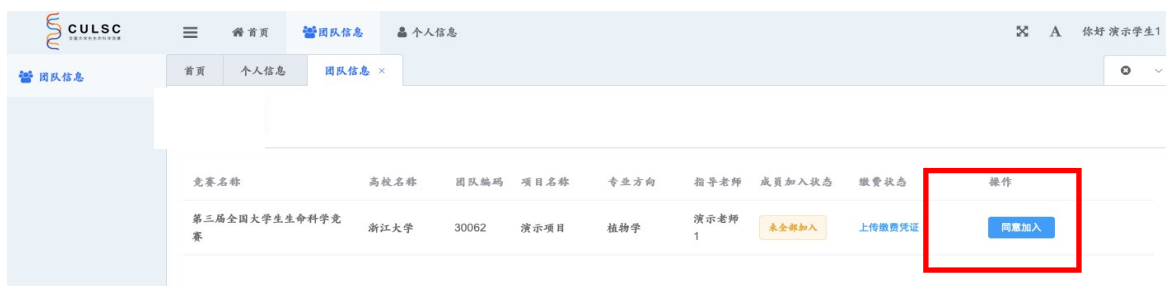 CULSC
首页
团队信息
个人信息
A
你好 演示学生1
团队信息
首页
个人信息
团队信息 ×
竞赛名称
高校名称
团队编码
项目名称
专业方向
指导老师
成员加入状态
缴费状态
操作
第三届全国大学生生命科学竞
赛
浙江大学
30062
演示项目
植物学
演示老师
1
未全部加入
上传缴费凭证
同意加入